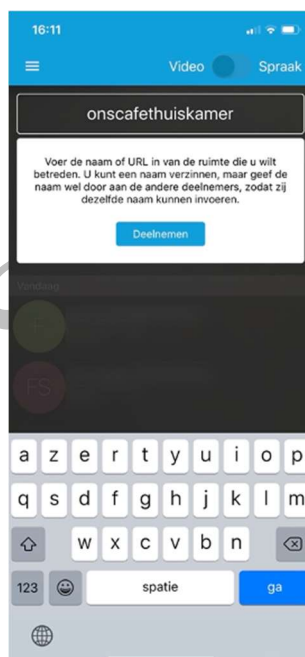 16:11
Video Spraak
onscafethuiskamer
Voer de naam of URL in van de ruimte die u wilt
betreden. U kunt een naam verzinnen, maar geef de
naam wel door aan de andere deelnemers, zodat zij
dezelfde naam kunnen invoeren.
Deelnemen
Vandaag
FS
a z e r t y u i o p
q s d f g h j k l m
w x c v b n
123 spatie ga